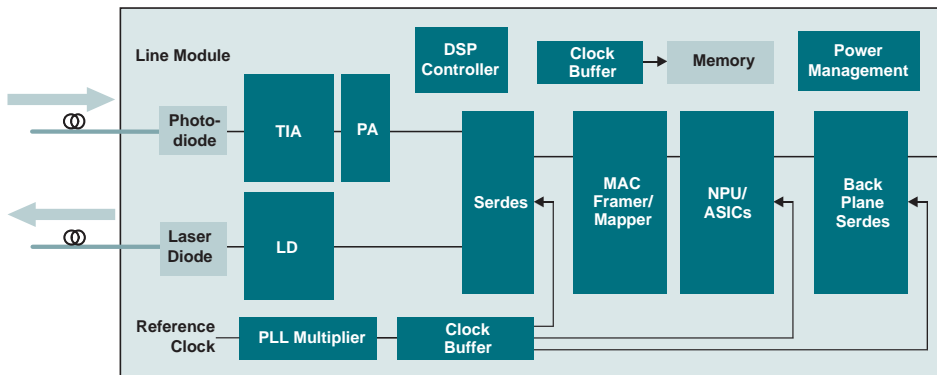 Line Module
DSP
Controller
Clock
Buffer
Memory
Power
Management
Photo-
diode
TIA
PA
Serdes
MAC
Framer/
Mapper
NPU/
ASICs
Back
Plane
Serdes
Laser
Diode
LD
Reference
Clock
PLL Multiplier
Clock
Buffer